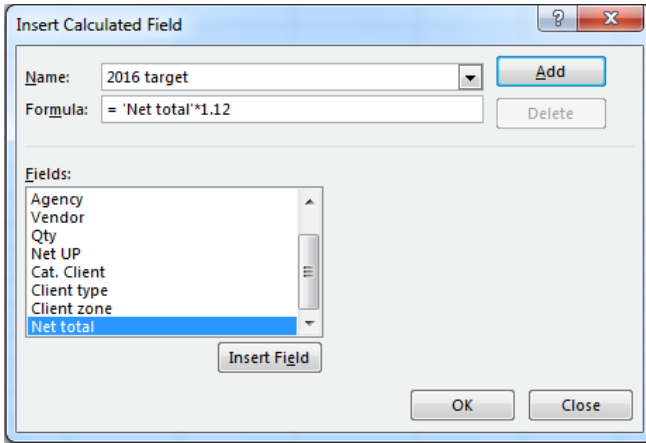 Insert Calculated Field
Name: 2016 target Add
Formula: = 'Net total'*1.12 Delete
Fields:
Agency
Vendor
Qty
Net UP
Cat. Client
Client type
Client zone
Net total
Insert Field
OK Close